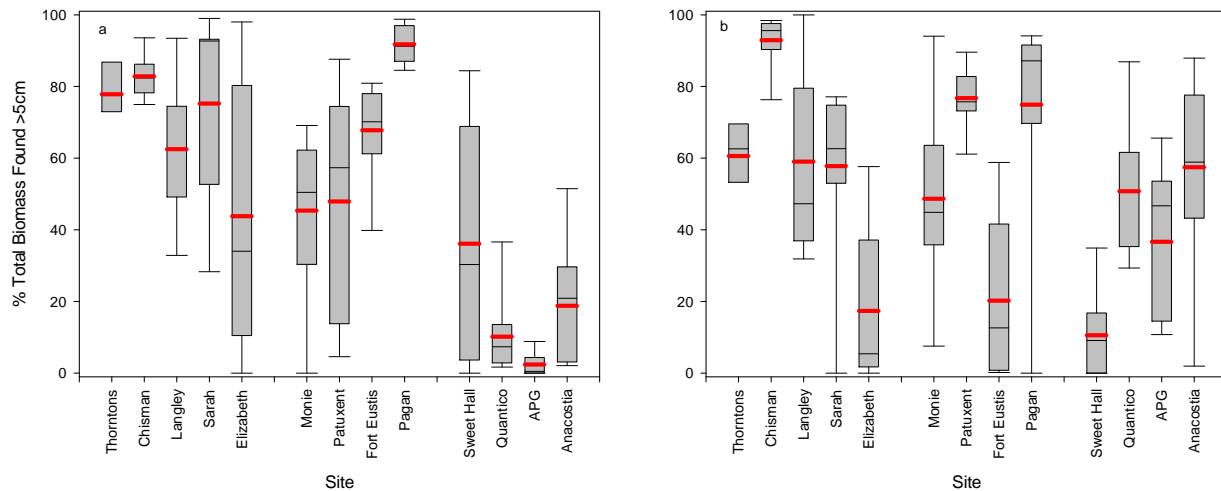 % Total Biomass Found >5cm
a
100
80
60
40
20
0
Thorntons
Chisman
Langley
Sarah
Elizabeth
Monie
Patuxent
Fort Eustis
Pagan
Sweet Hall
Quantico
APG
Anacostia
Site
b
100
80
60
40
20
0
Thorntons
Chisman
Langley
Sarah
Elizabeth
Monie
Patuxent
Fort Eustis
Pagan
Sweet Hall
Quantico
APG
Anacostia
Site